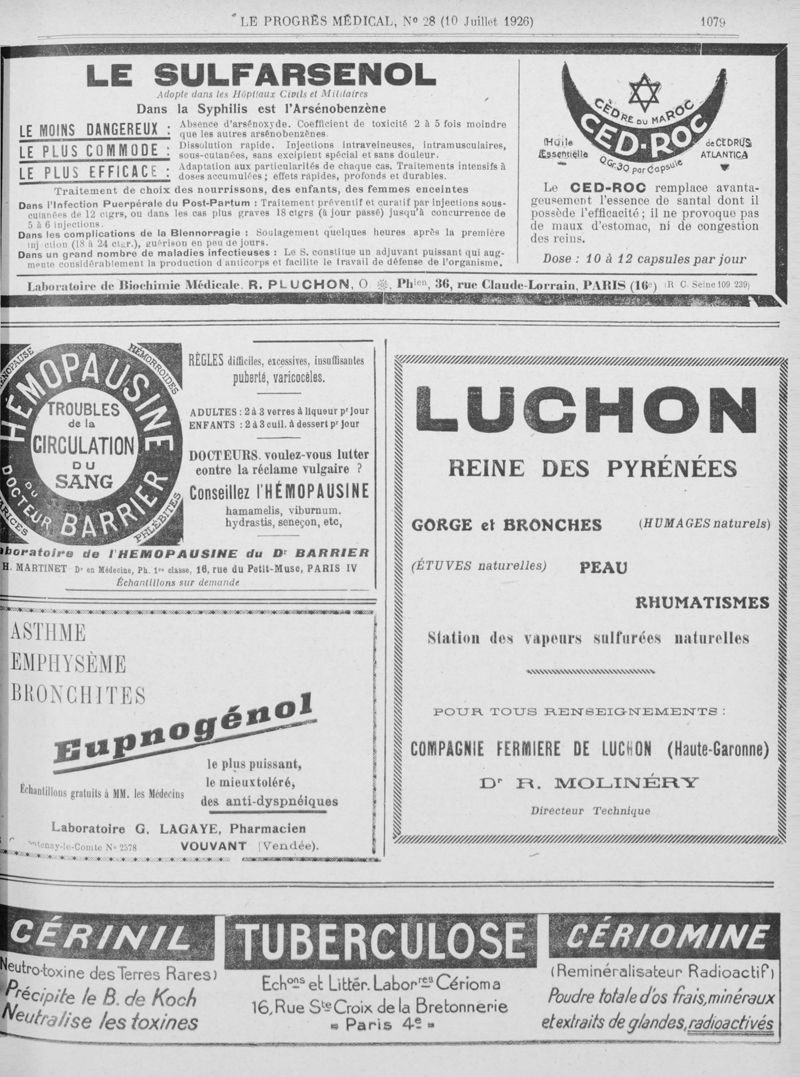 LE PROGRÈS MÉDICAL, Nº 28 (10 Juillet 1926) 1079
LE SULFARSENOL
Adopté dans les Hôpitaux Civils et Militaires
Dans la Syphilis est l'Arsénobenzène
LE MOINS DANGEREUX : Absence d'arsénoxyde. Coefficient de toxicité 2 à 5 fois moindre
que les autres arsénobenzènes.
LE PLUS COMMODE : Dissolution rapide. Injections intraveineuses, intramusculaires,
sous-cutanées, sans excipient spécial et sans douleur.
LE PLUS EFFICACE : Adaptation aux particularités de chaque cas. Traitements intensifs à
doses accumulées ; effets rapides, profonds et durables.
Traitement de choix des nourrissons, des enfants, des femmes enceintes
Dans l'Infection Puerpérale du Post-Partum : Traitement préventif et curatif par injections sous-
cutanées de 12 ctgrs, ou dans les cas plus graves 18 ctgrs (à jour passé) jusqu'à concurrence de
5 à 6 injections.
Dans les complications de la Blennorragie : Soulagement quelques heures après la première
injection (18 à 24 ctgr.), guérison en peu de jours.
Dans un grand nombre de maladies infectieuses : Le S. constitue un adjuvant puissant qui aug-
mente considérablement la production d'anticorps et facilite le travail de défense de l'organisme.
CÈDRE DU MAROC
CED-ROC
OGr.30 par Capsule
Huile
Essentielle
de CEDRUS
ATLANTICA
Le CED-ROC remplace avanta-
geusement l'essence de santal dont il
possède l'efficacité ; il ne provoque pas
de maux d'estomac, ni de congestion
des reins.
Dose : 10 à 12 capsules par jour
Laboratoire de Biochimie Médicale. R. PLUCHON, O ❀, Phien, 36, rue Claude-Lorrain, PARIS (16e) (R C. Seine 109 239)
HÉMORROIDES
PHLÉBITES
HÉMOPAUSINE
DU
DOCTEUR BARRIER
TROUBLES
de la
CIRCULATION
DU
SANG
RÈGLES difficiles, excessives, insuffisantes
puberté, varicocèles.
ADULTES : 2 à 3 verres à liqueur pr jour
ENFANTS : 2 à 3 cuil. à dessert pr jour
DOCTEURS, voulez-vous lutter
contre la réclame vulgaire ?
Conseillez l'HÉMOPAUSINE
hamamelis, viburnum.
hydrastis, seneçon, etc,
aboratoire de l'HEMOPAUSINE du Dr BARRIER
H. MARTINET Dr en Médecine, Ph. 1re classe, 16, rue du Petit-Musc, PARIS IV
Échantillons sur demande
LUCHON
REINE DES PYRÉNÉES
GORGE et BRONCHES (HUMAGES naturels)
(ÉTUVES naturelles) PEAU
RHUMATISMES
Station des vapeurs sulfurées naturelles
POUR TOUS RENSEIGNEMENTS :
COMPAGNIE FERMIERE DE LUCHON (Haute-Garonne)
Dr R. MOLINÉRY
Directeur Technique
ASTHME
EMPHYSÈME
BRONCHITES
Eupnogénol
le plus puissant,
le mieux toléré,
des anti-dyspnéiques
Échantillons gratuits à MM. les Médecins
Laboratoire G. LAGAYE, Pharmacien
ntenay-le-Comte No 2578 VOUVANT (Vendée).
CÉRINIL
Neutro-toxine des Terres Rares)
Précipite le B. de Koch
Neutralise les toxines
TUBERCULOSE
Echons et Littér. Laborres Cérioma
16, Rue Ste Croix de la Bretonnerie
" Paris 4e "
CÉRIOMINE
(Reminéralisateur Radioactif)
Poudre totale d'os frais, minéraux
et extraits de glandes, radioactivés